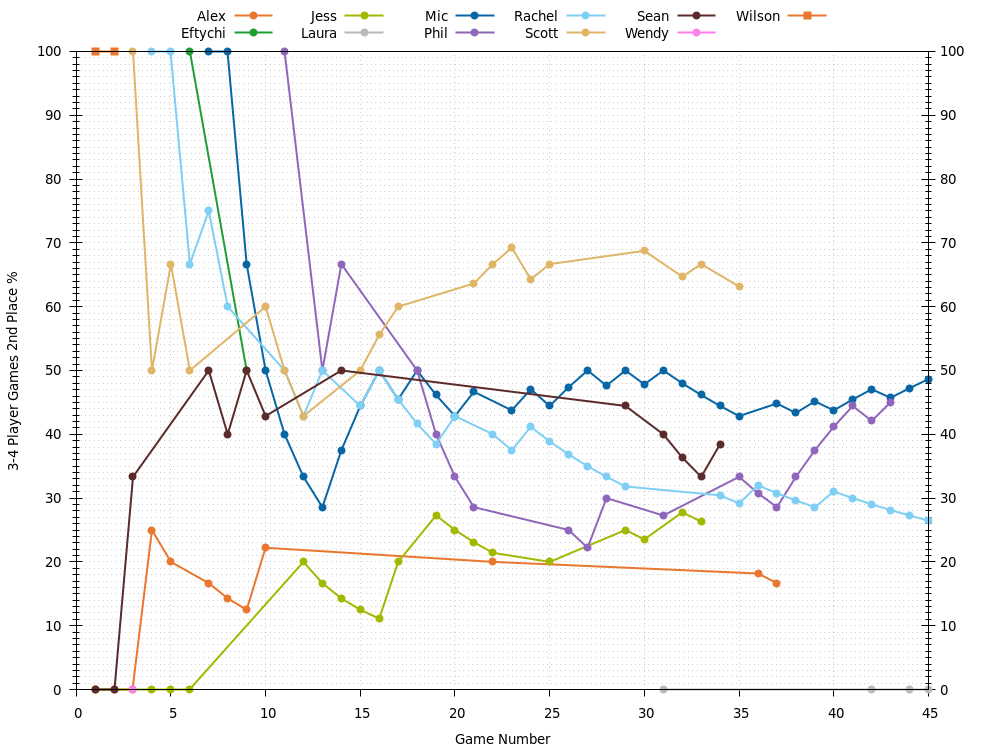 Alex Jess Mic Rachel Sean Wilson
Eftychi Laura Phil Scott Wendy
100 100
90 90
80 80
70 70
60 60
50 50
40 40
30 30
20 20
10 10
0 0
3-4 Player Games 2nd Place %
0 5 10 15 20 25 30 35 40 45
Game Number